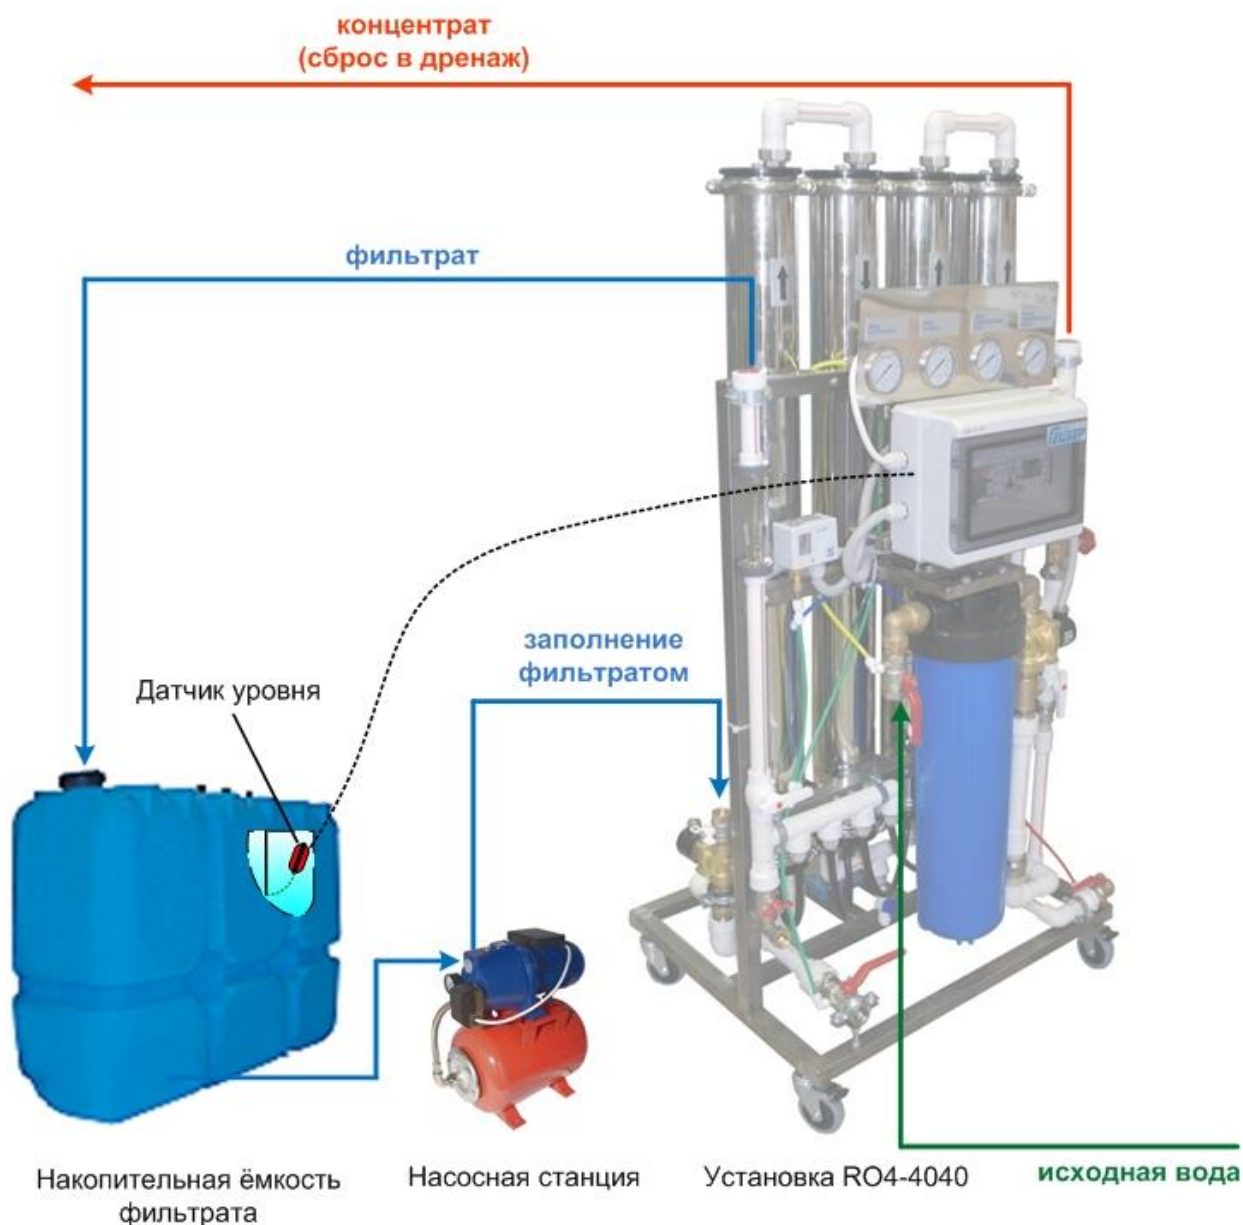 концентрат
(сброс в дренаж)
фильтрат
заполнение
фильтратом
Датчик уровня
Накопительная ёмкость
фильтрата
Насосная станция
Установка RO4-4040
исходная вода